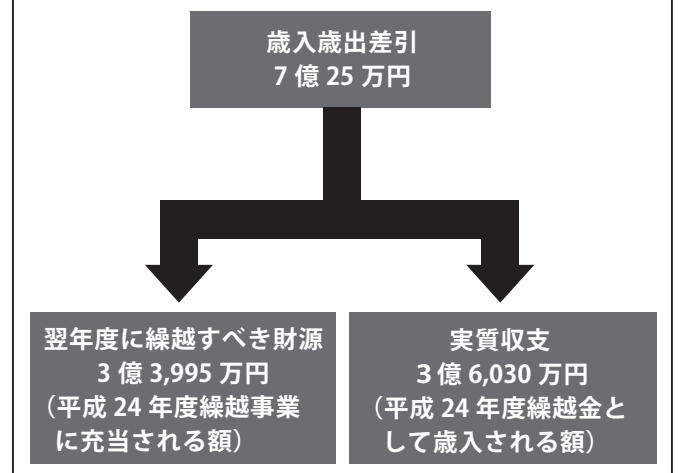 歳入歳出差引
7 億 25 万円
翌年度に繰越すべき財源
3 億 3,995 万円
（平成 24 年度繰越事業
に充当される額）
実質収支
３億 6,030 万円
（平成 24 年度繰越金と
して歳入される額）